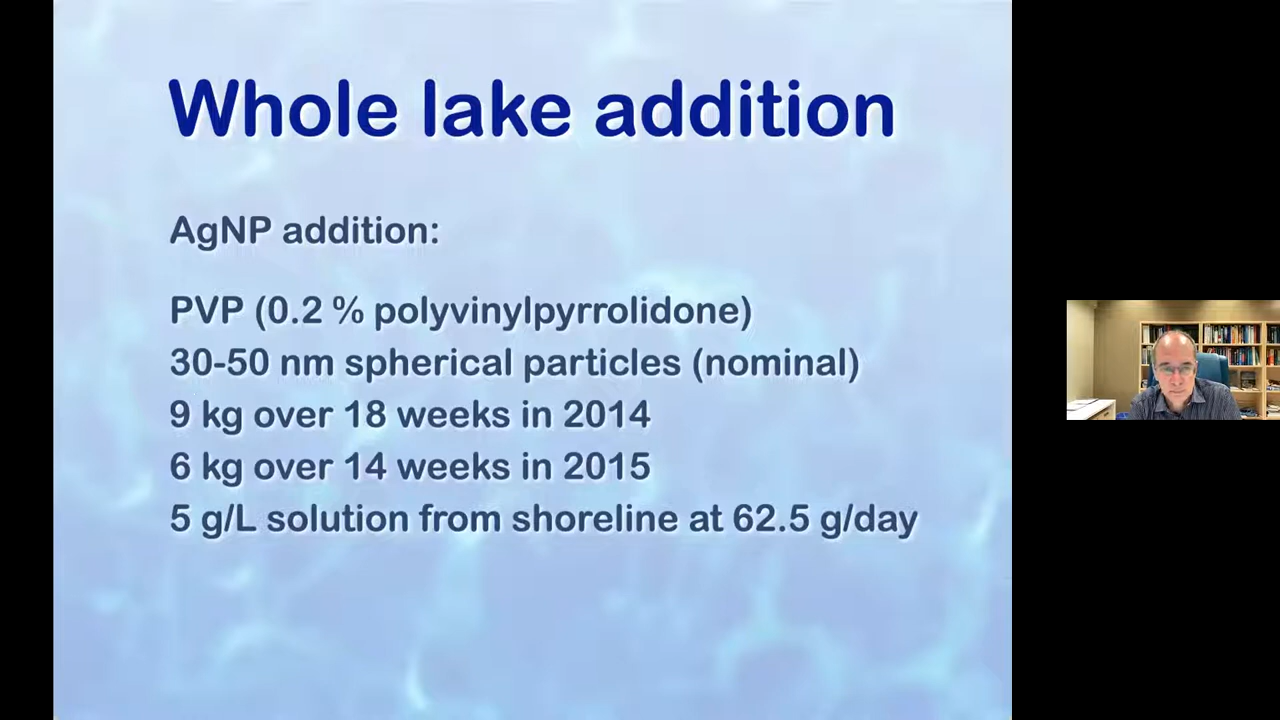 Whole lake addition
AgNP addition:
PVP (0.2 % polyvinylpyrrolidone)
30-50 nm spherical particles (nominal)
9 kg over 18 weeks in 2014
6 kg over 14 weeks in 2015
5 g/L solution from shoreline at 62.5 g/day